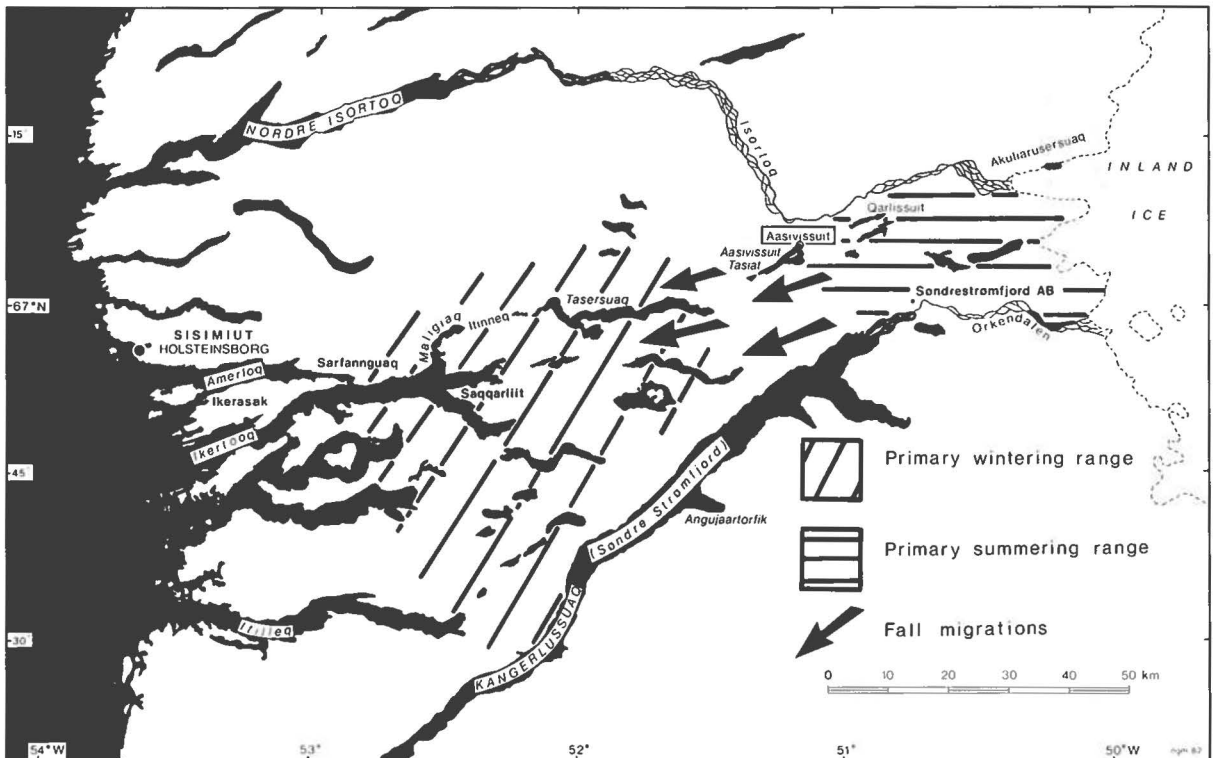 NORDRE ISORTOQ
Isortoq
15'
Akuliarusersuaq
INLAND
ICE
Qarlissuit
Aasivissuit
Aasivissuit
Tasiat
67°N
Tasersuaq
Søndrestrømfjord AB
Orkendalen
Itinneq
Maligiaq
SISIMIUT
HOLSTEINSBORG
Sarfannguaq
Amerloq
Ikerasak
Saqqarliit
Ikertooq
45'
Primary wintering range
(Søndre Strømfjord)
Angujaartorfik
Primary summering range
KANGERLUSSUAQ
Itilleq
30'
Fall migrations
0 10 20 30 40 50 km
54°W 53° 52° 51° 50°W